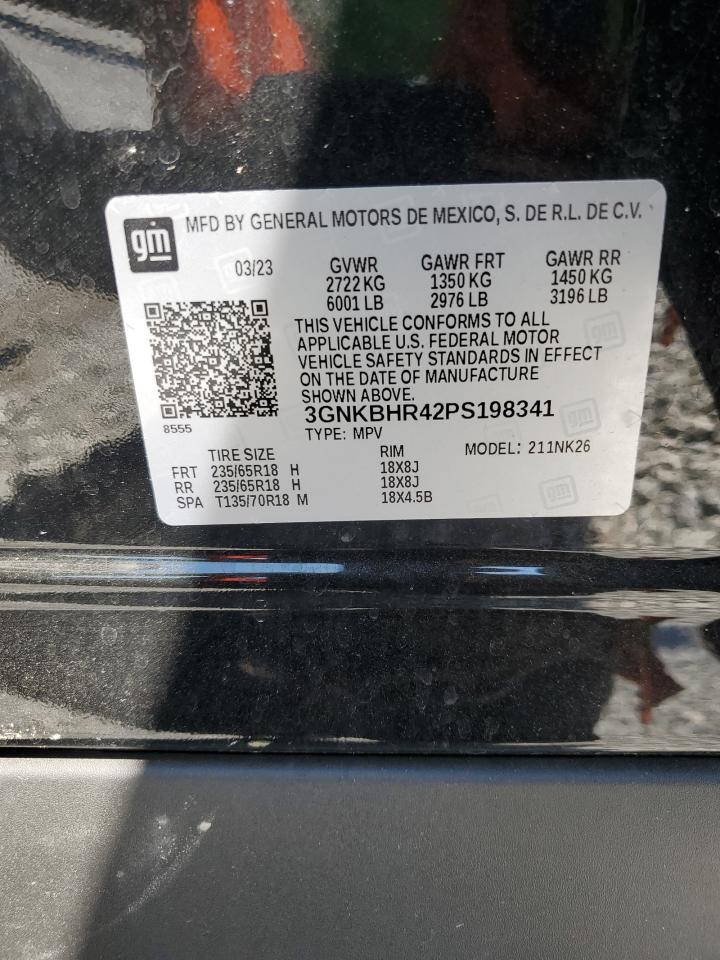 gm
MFD BY GENERAL MOTORS DE MEXICO, S. DE R.L. DE C.V.
03/23
GVWR GAWR FRT GAWR RR
2722 KG 1350 KG 1450 KG
6001 LB 2976 LB 3196 LB
THIS VEHICLE CONFORMS TO ALL
APPLICABLE U.S. FEDERAL MOTOR
VEHICLE SAFETY STANDARDS IN EFFECT
ON THE DATE OF MANUFACTURE
SHOWN ABOVE.
3GNKBHR42PS198341
8555
TYPE: MPV MODEL: 211NK26
TIRE SIZE RIM
FRT 235/65R18 H 18X8J
RR 235/65R18 H 18X8J
SPA T135/70R18 M 18X4.5B